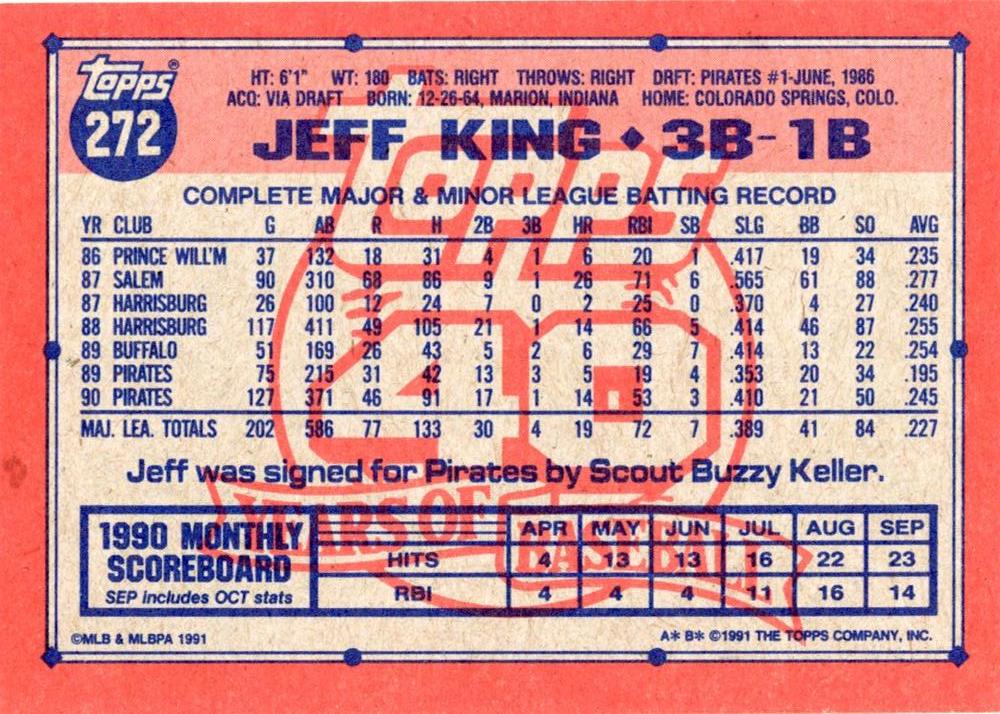 TOPPS®
272
HT: 6'1" WT: 180 BATS: RIGHT THROWS: RIGHT DRFT: PIRATES #1-JUNE, 1986
ACQ: VIA DRAFT BORN: 12-26-64, MARION, INDIANA HOME: COLORADO SPRINGS, COLO.
JEFF KING ♦ 3B-1B
COMPLETE MAJOR & MINOR LEAGUE BATTING RECORD
YR CLUB G AB R H 2B 3B HR RBI SB SLG BB SO AVG
86 PRINCE WILL'M 37 132 18 31 4 1 6 20 1 .417 19 34 .235
87 SALEM 90 310 68 86 9 1 26 71 6 .565 61 88 .277
87 HARRISBURG 26 100 12 24 7 0 2 25 0 .370 4 27 .240
88 HARRISBURG 117 411 49 105 21 1 14 66 5 .414 46 87 .255
89 BUFFALO 51 169 26 43 5 2 6 29 7 .414 13 22 .254
89 PIRATES 75 215 31 42 13 3 5 19 4 .353 20 34 .195
90 PIRATES 127 371 46 91 17 1 14 53 3 .410 21 50 .245
MAJ. LEA. TOTALS 202 586 77 133 30 4 19 72 7 .389 41 84 .227
TOPPS
40
YEARS OF
BASEBALL
Jeff was signed for Pirates by Scout Buzzy Keller.
1990 MONTHLY
SCOREBOARD
SEP includes OCT stats
APR MAY JUN JUL AUG SEP
HITS 4 13 13 16 22 23
RBI 4 4 4 11 16 14
©MLB & MLBPA 1991
A* B* ©1991 THE TOPPS COMPANY, INC.